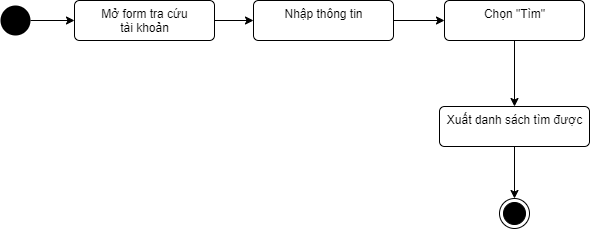 Mở form tra cứu
tài khoản
Nhập thông tin
Chọn "Tìm"
Xuất danh sách tìm được